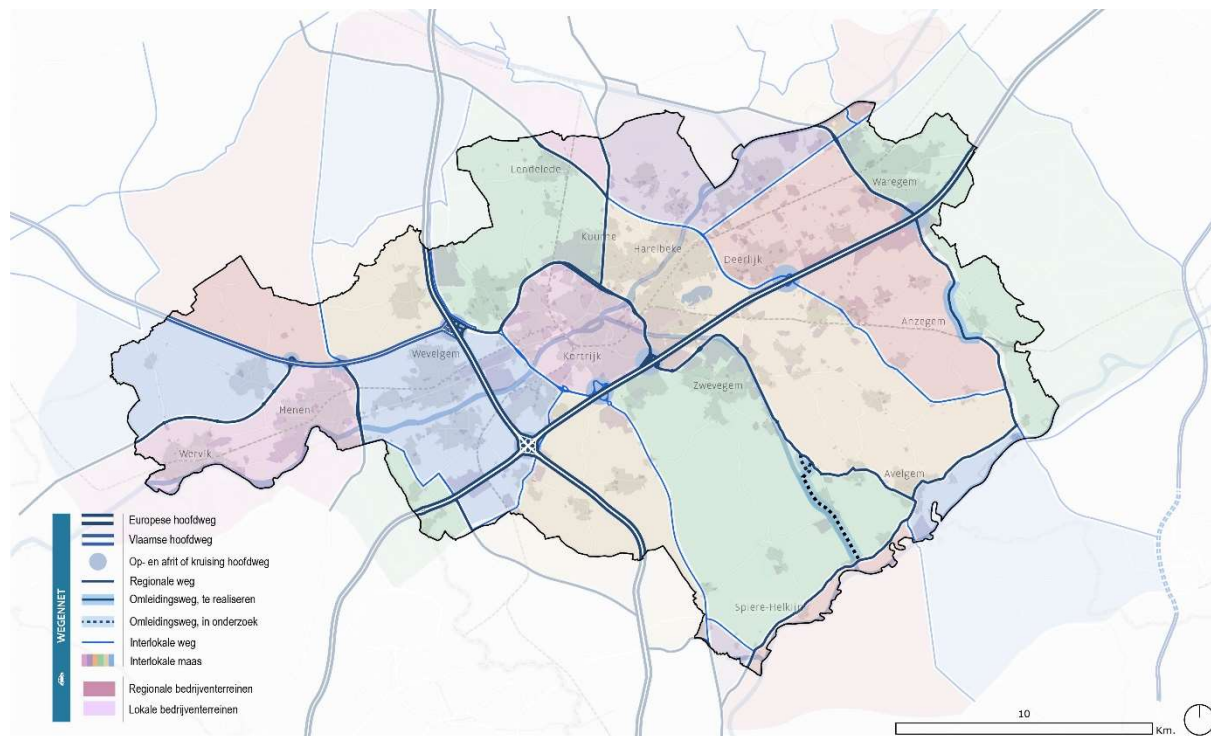 Lendelede
Waregem
Kuurne
Harelbeke
Deerlijk
Anzegem
Wevelgem
Kortrijk
Zwevegem
Menen
Wervik
Avelgem
Spiere-Helkijn
WEGENNET
Europese hoofdweg
Vlaamse hoofdweg
Op- en afrit of kruising hoofdweg
Regionale weg
Omleidingsweg, te realiseren
Omleidingsweg, in onderzoek
Interlokale weg
Interlokale maas
Regionale bedrijventerreinen
Lokale bedrijventerreinen
10
Km.